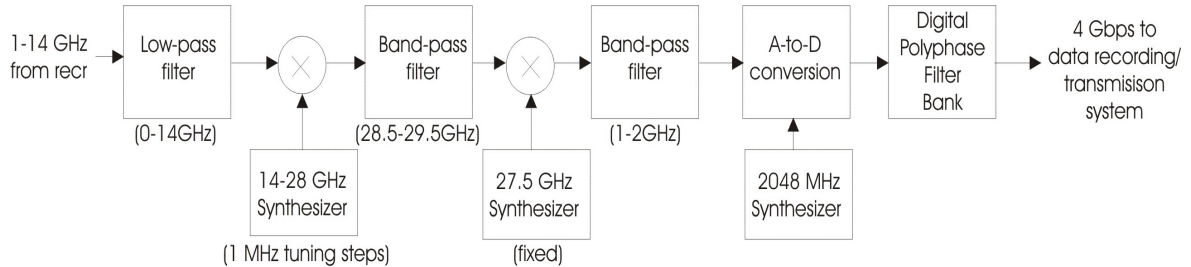 1-14 GHz
from recr
Low-pass
filter
(0-14GHz)
14-28 GHz
Synthesizer
(1 MHz tuning steps)
Band-pass
filter
(28.5-29.5GHz)
27.5 GHz
Synthesizer
(fixed)
Band-pass
filter
(1-2GHz)
A-to-D
conversion
2048 MHz
Synthesizer
Digital
Polyphase
Filter
Bank
4 Gbps to
data recording/
transmisison
system